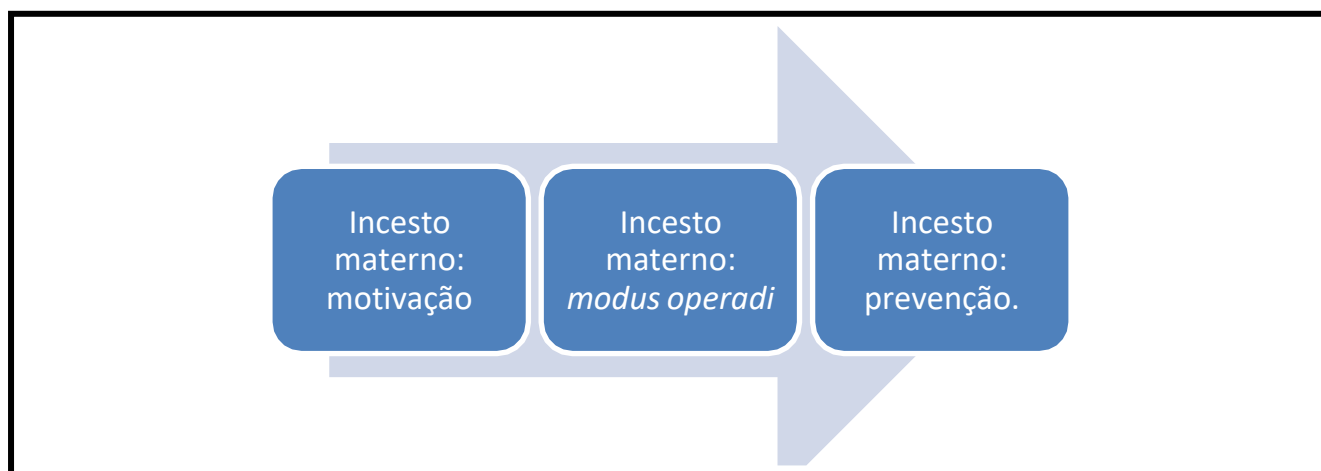 Incesto
materno:
motivação
Incesto
materno:
modus operadi
Incesto
materno:
prevenção.